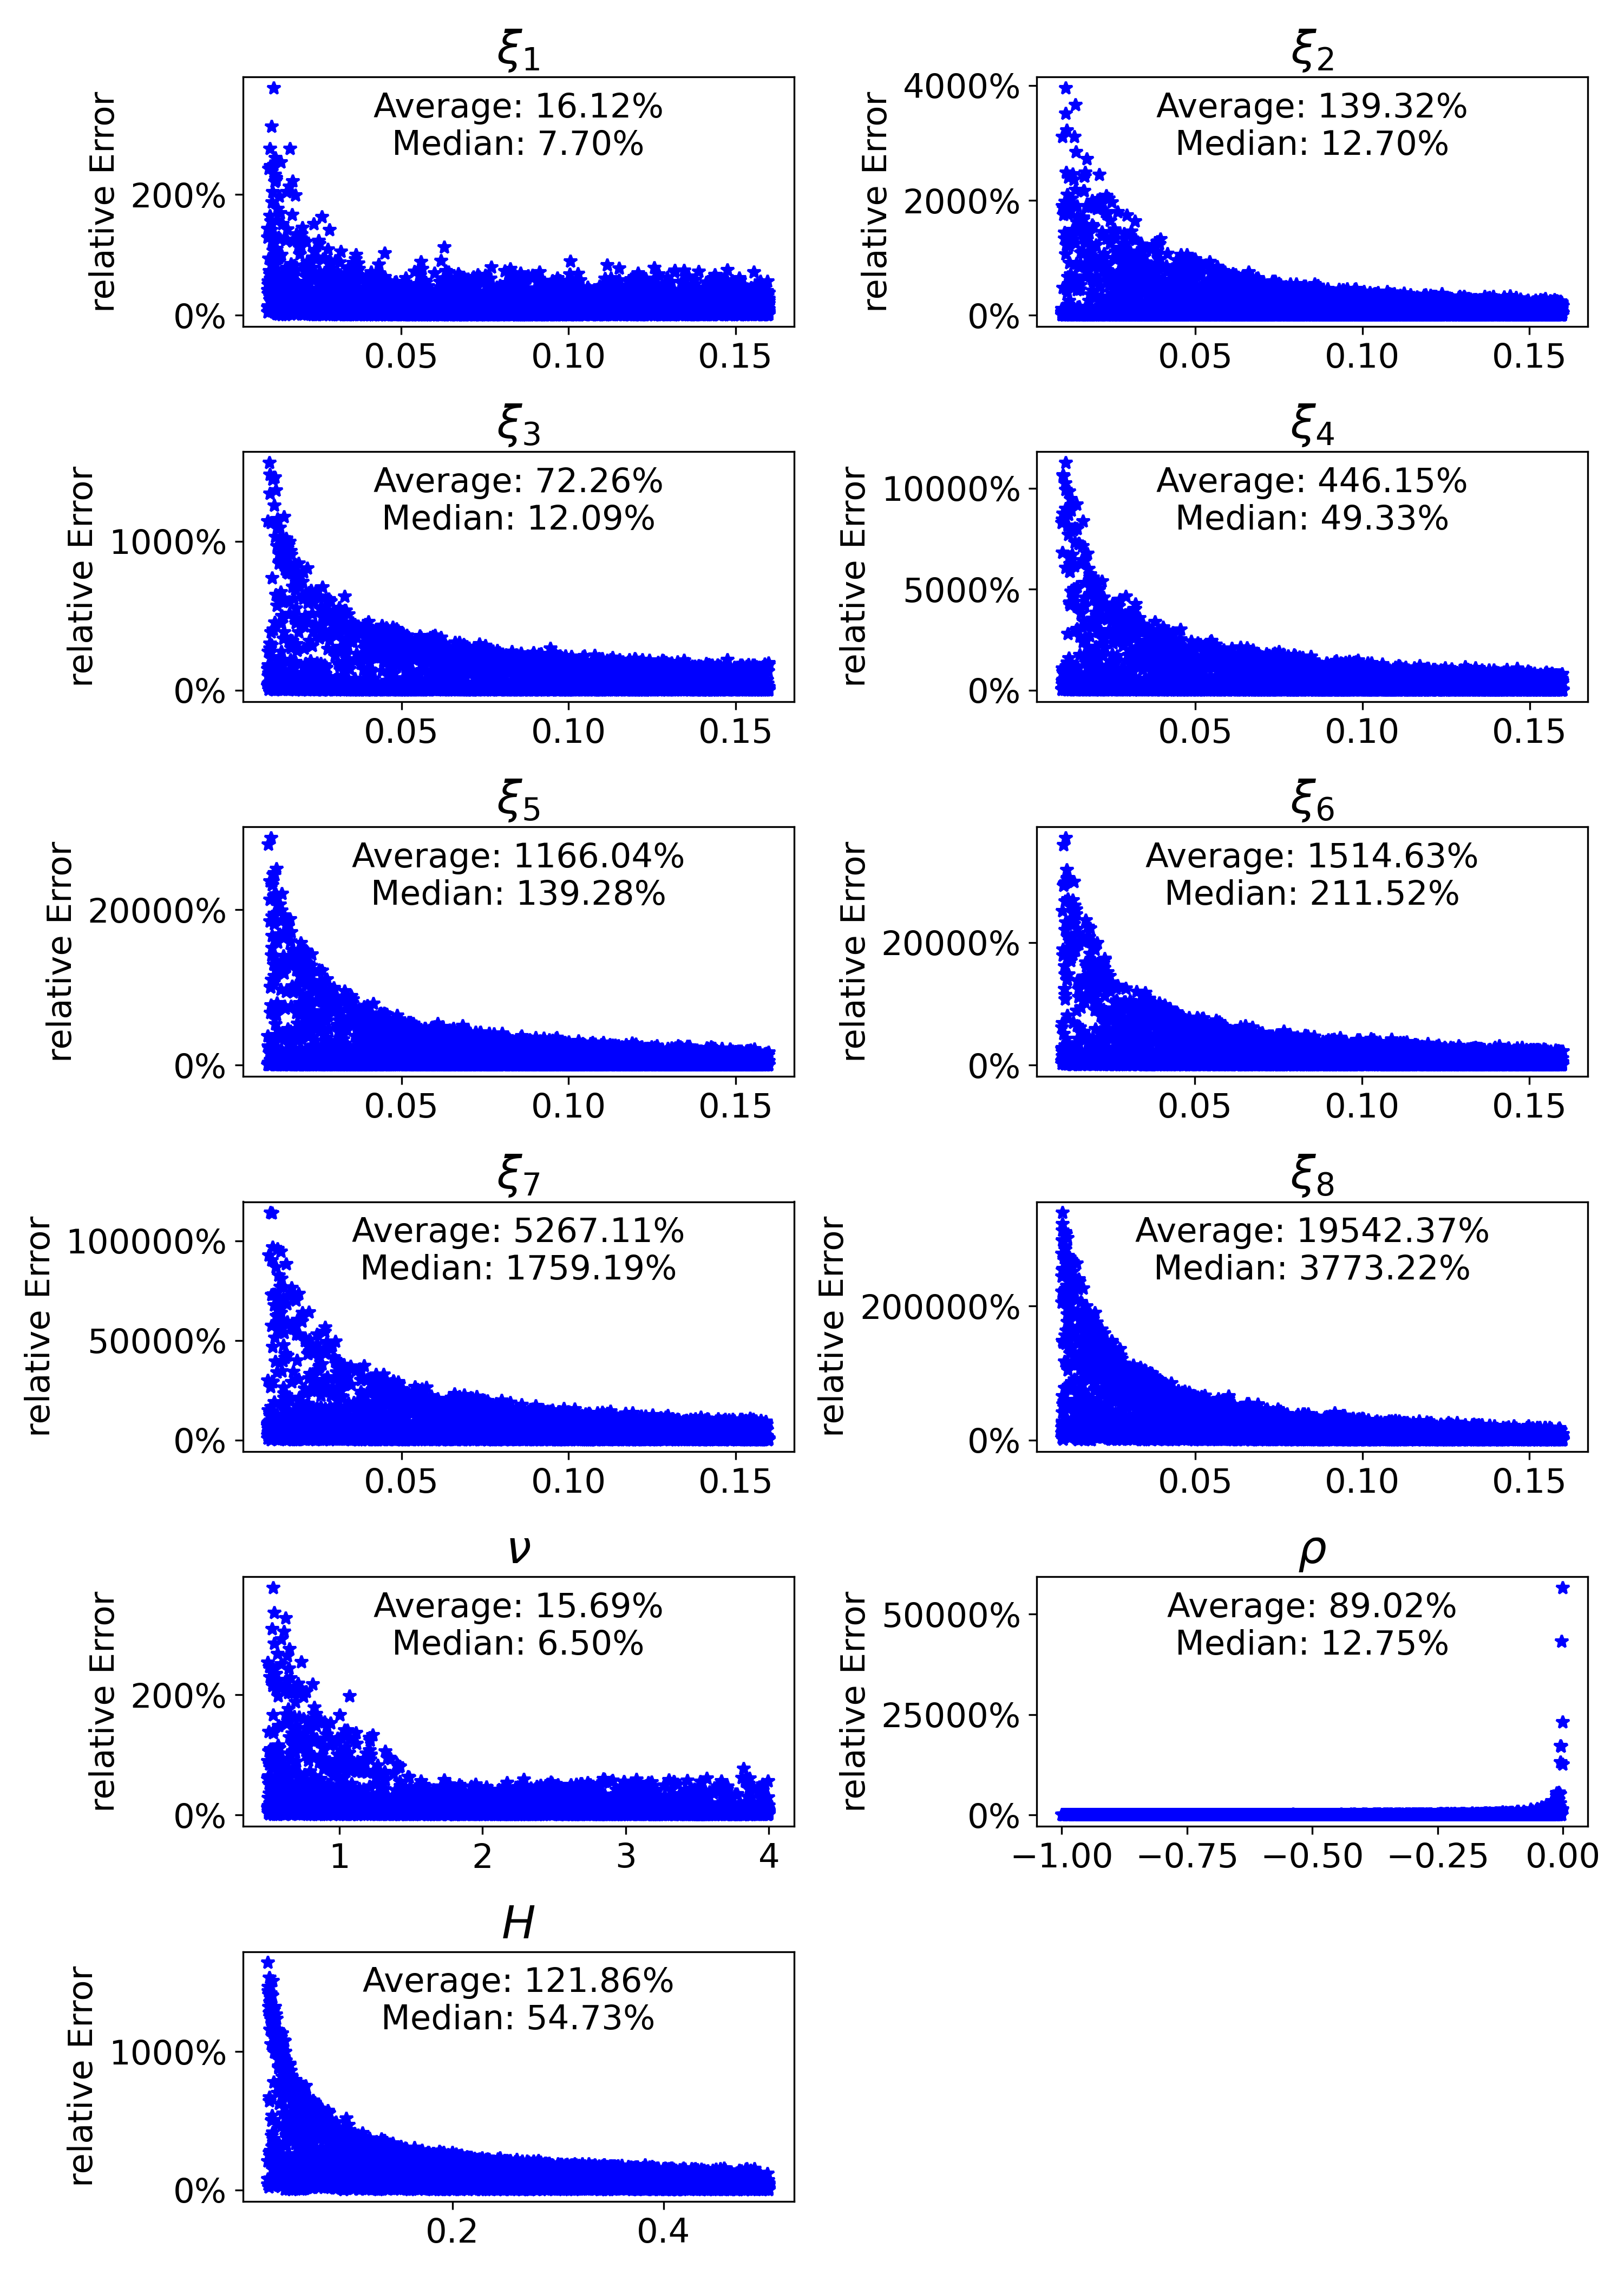 ξ1
relative Error
200%
0%
Average: 16.12%
Median: 7.70%
0.05 0.10 0.15
ξ2
relative Error
4000%
2000%
0%
Average: 139.32%
Median: 12.70%
0.05 0.10 0.15
ξ3
relative Error
1000%
0%
Average: 72.26%
Median: 12.09%
0.05 0.10 0.15
ξ4
relative Error
10000%
5000%
0%
Average: 446.15%
Median: 49.33%
0.05 0.10 0.15
ξ5
relative Error
20000%
0%
Average: 1166.04%
Median: 139.28%
0.05 0.10 0.15
ξ6
relative Error
20000%
0%
Average: 1514.63%
Median: 211.52%
0.05 0.10 0.15
ξ7
relative Error
100000%
50000%
0%
Average: 5267.11%
Median: 1759.19%
0.05 0.10 0.15
ξ8
relative Error
200000%
0%
Average: 19542.37%
Median: 3773.22%
0.05 0.10 0.15
ν
relative Error
200%
0%
Average: 15.69%
Median: 6.50%
1 2 3 4
ρ
relative Error
50000%
25000%
0%
Average: 89.02%
Median: 12.75%
−1.00 −0.75 −0.50 −0.25 0.00
H
relative Error
1000%
0%
Average: 121.86%
Median: 54.73%
0.2 0.4